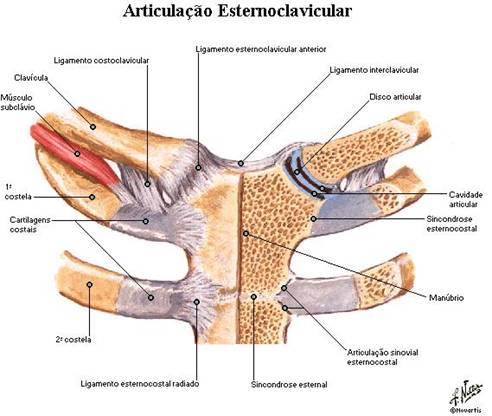 Articulação Esternoclavicular
Ligamento costoclavicular
Ligamento esternoclavicular anterior
Ligamento interclavicular
Clavícula
Disco articular
Músculo
subclávio
1ª
costela
Cavidade
articular
Cartilagens
costais
Sincondrose
esternocostal
Manúbrio
2ª costela
Articulação sinovial
esternocostal
Ligamento esternocostal radiado
Sincondrose esternal
©Novartis